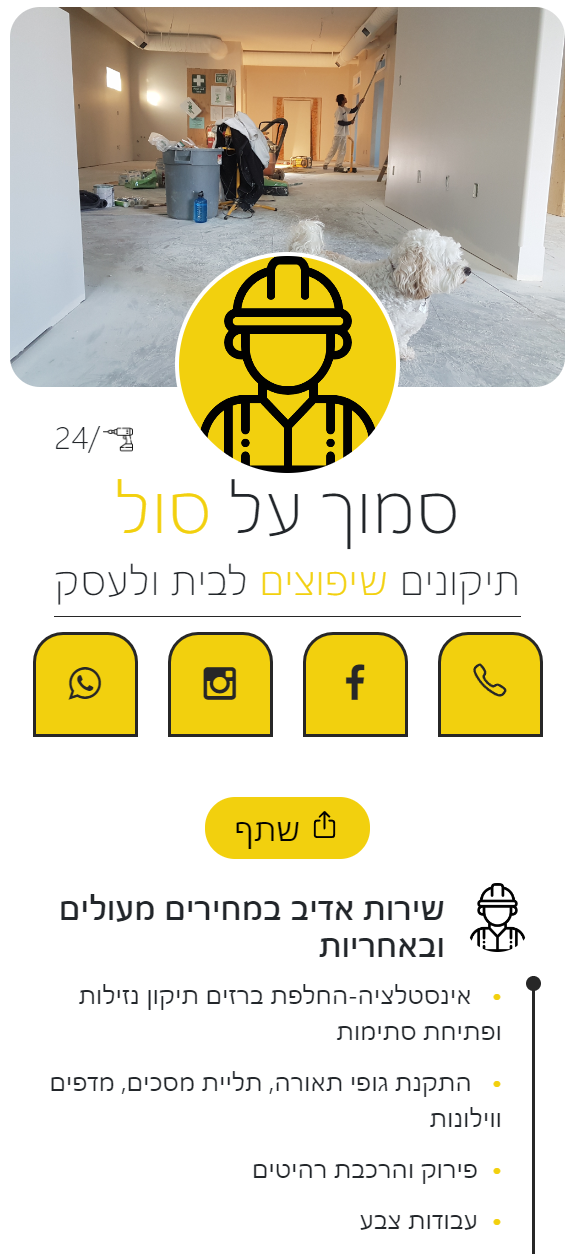 24/
סמוך על סול
תיקונים שיפוצים לבית ולעסק
שתף
שירות אדיב במחירים מעולים
ובאחריות
• אינסטלציה-החלפת ברזים תיקון נזילות
ופתיחת סתימות
• התקנת גופי תאורה, תליית מסכים, מדפים
ווילונות
• פירוק והרכבת רהיטים
• עבודות צבע